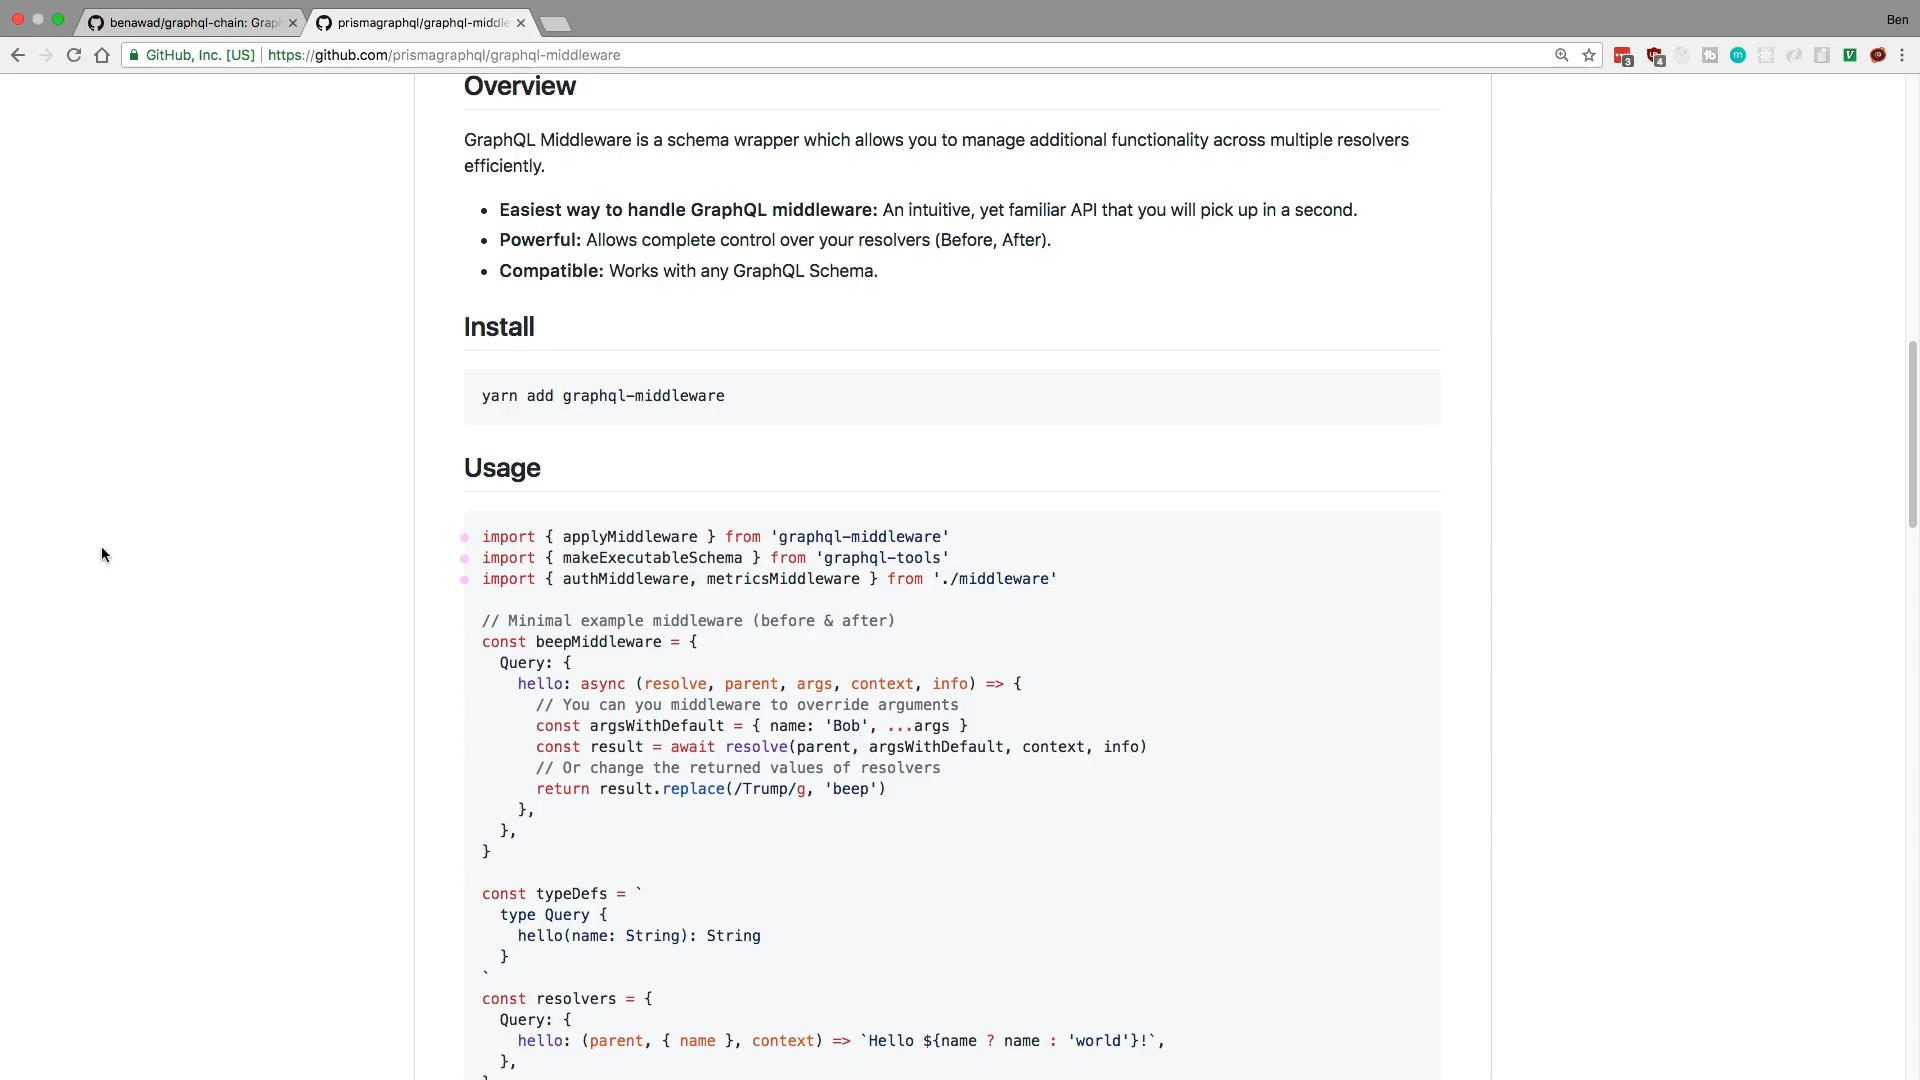 benawad/graphql-chain: Grap
prismagraphql/graphql-middle
Ben
GitHub, Inc. [US] | https://github.com/prismagraphql/graphql-middleware
3
4
tb
m
V
Overview
GraphQL Middleware is a schema wrapper which allows you to manage additional functionality across multiple resolvers
efficiently.
• Easiest way to handle GraphQL middleware: An intuitive, yet familiar API that you will pick up in a second.
• Powerful: Allows complete control over your resolvers (Before, After).
• Compatible: Works with any GraphQL Schema.
Install
yarn add graphql-middleware
Usage
import { applyMiddleware } from 'graphql-middleware'
import { makeExecutableSchema } from 'graphql-tools'
import { authMiddleware, metricsMiddleware } from './middleware'
// Minimal example middleware (before & after)
const beepMiddleware = {
  Query: {
    hello: async (resolve, parent, args, context, info) => {
      // You can you middleware to override arguments
      const argsWithDefault = { name: 'Bob', ...args }
      const result = await resolve(parent, argsWithDefault, context, info)
      // Or change the returned values of resolvers
      return result.replace(/Trump/g, 'beep')
    },
  },
}
const typeDefs = `
  type Query {
    hello(name: String): String
  }
`
const resolvers = {
  Query: {
    hello: (parent, { name }, context) => `Hello ${name ? name : 'world'}!`,
  },